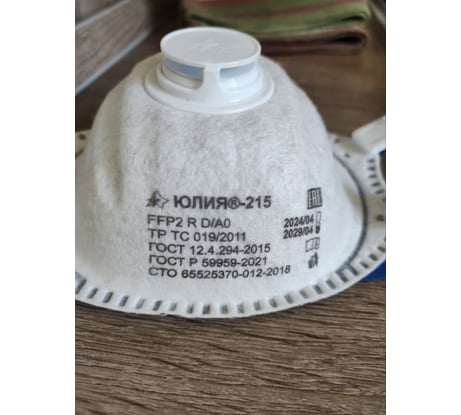 ЮЛИЯ®-215
FFP2 R D/A0
ТР ТС 019/2011
ГОСТ 12.4.294-2015
ГОСТ Р 59959-2021
СТО 65525370-012-2018
EAC
2024/04
2029/04